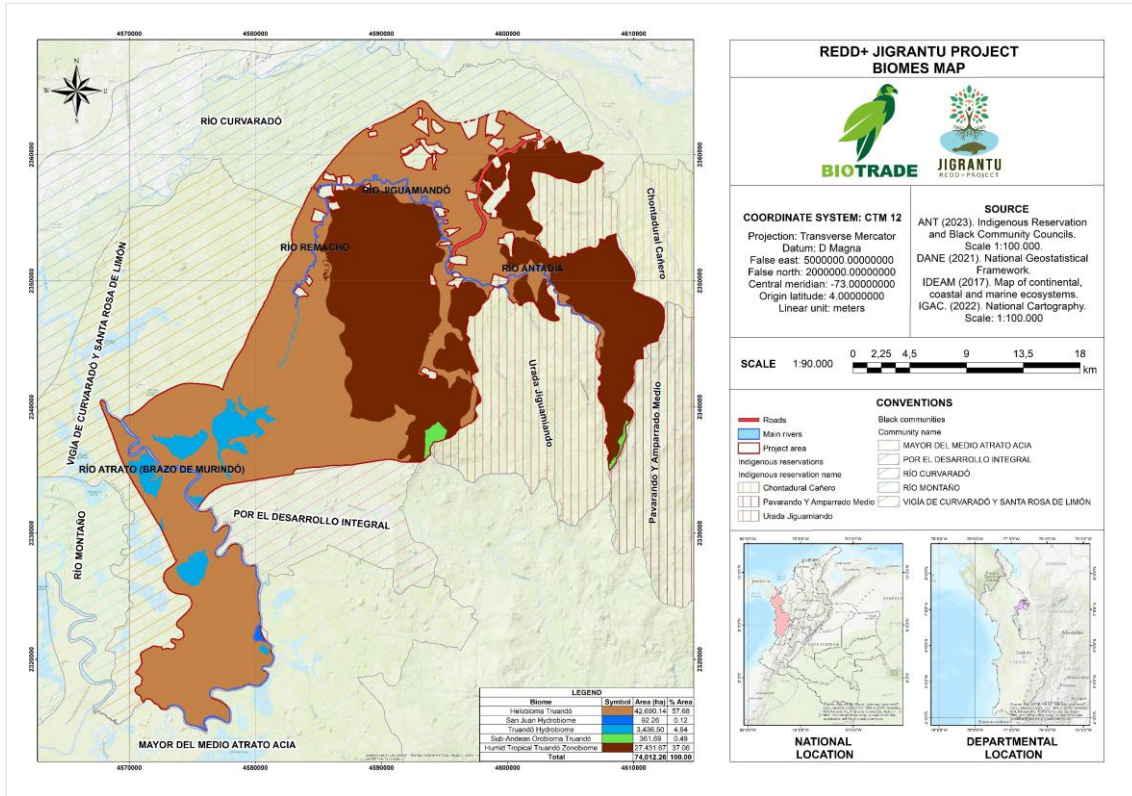 4570000 4580000 4590000 4600000 4610000
2360000 2360000
2350000 2350000
2340000 2340000
2330000 2330000
2320000 2320000
N
RÍO CURVARADÓ
RÍO JIGUAMIANDÓ
RÍO REMACHO
RÍO ANTADÍA
Chontadural Cañero
VIGÍA DE CURVARADÓ Y SANTA ROSA DE LIMÓN
Urada Jiguamiando
Pavarando Y Amparrado Medio
RÍO ATRATO (BRAZO DE MURINDÓ)
POR EL DESARROLLO INTEGRAL
RÍO MONTAÑO
MAYOR DEL MEDIO ATRATO ACIA
4570000 4580000 4590000 4600000 4610000
LEGEND
Biome Symbol Area (ha) % Area
Helobioma Truandó 42,690.14 57.68
San Juan Hydrobiome 92.26 0.12
Truandó Hydrobiome 3,436.50 4.64
Sub-Andean Orobioma Truandó 361.69 0.49
Humid Tropical Truandó Zonobiome 27,431.67 37.06
Total 74,012.26 100.00
REDD+ JIGRANTU PROJECT
BIOMES MAP
BIOTRADE
JIGRANTU
REDD+PROJECT
COORDINATE SYSTEM: CTM 12
Projection: Transverse Mercator
Datum: D Magna
False east: 5000000.00000000
False north: 2000000.00000000
Central meridian: -73.00000000
Origin latitude: 4.00000000
Linear unit: meters
SOURCE
ANT (2023). Indigenous Reservation
and Black Community Councils.
Scale 1:100.000.
DANE (2021). National Geostatistical
Framework.
IDEAM (2017). Map of continental,
coastal and marine ecosystems.
IGAC. (2022). National Cartography.
Scale: 1:100.000
SCALE 1:90.000
0 2,25 4,5 9 13,5 18
km
CONVENTIONS
Roads
Main rivers
Project area
Indigenous reservations
Indigenous reservation name
Chontadural Cañero
Pavarando Y Amparrado Medio
Urada Jiguamiando
Black communities
Community name
MAYOR DEL MEDIO ATRATO ACIA
POR EL DESARROLLO INTEGRAL
RÍO CURVARADÓ
RÍO MONTAÑO
VIGÍA DE CURVARADÓ Y SANTA ROSA DE LIMÓN
COLOMBIA
NATIONAL
LOCATION
DEPARTMENTAL
LOCATION